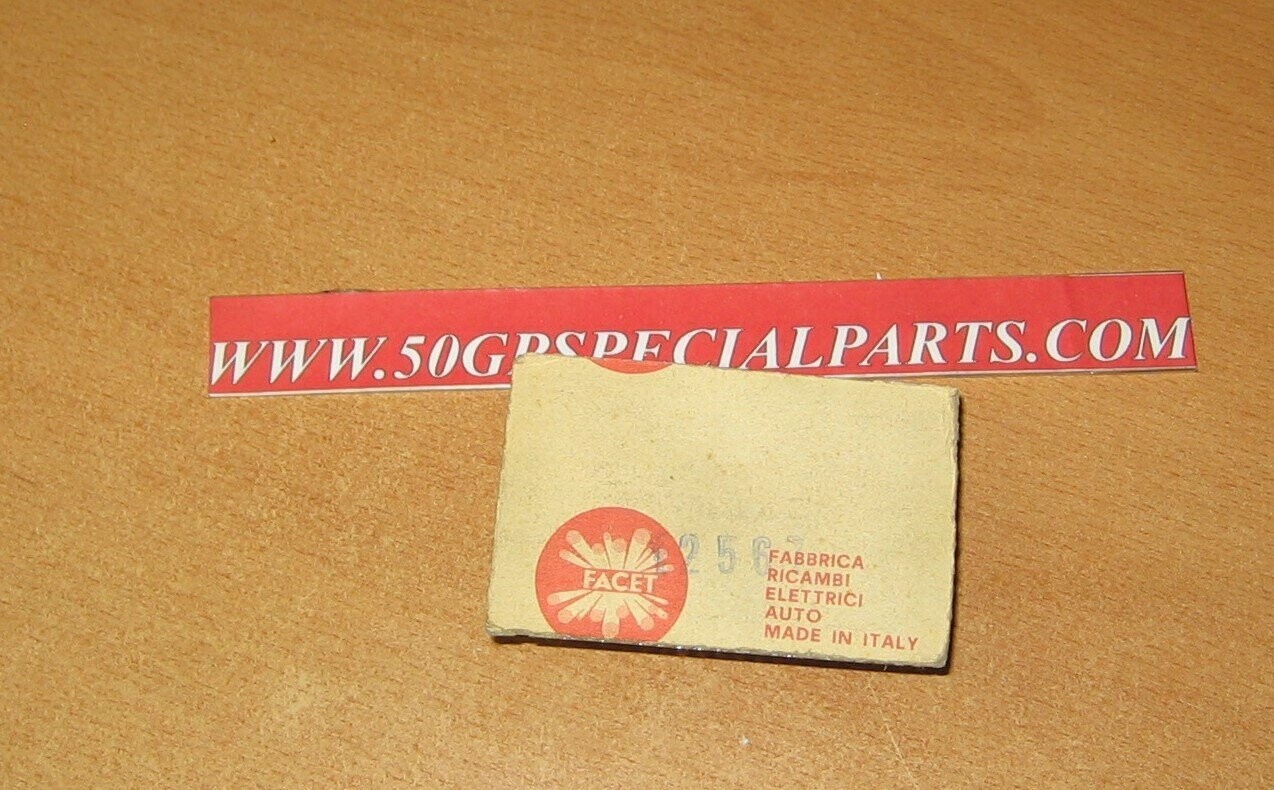 WWW.50GPSPECIALPARTS.COM
FACET
FABBRICA
RICAMBI
ELETTRICI
AUTO
MADE IN ITALY